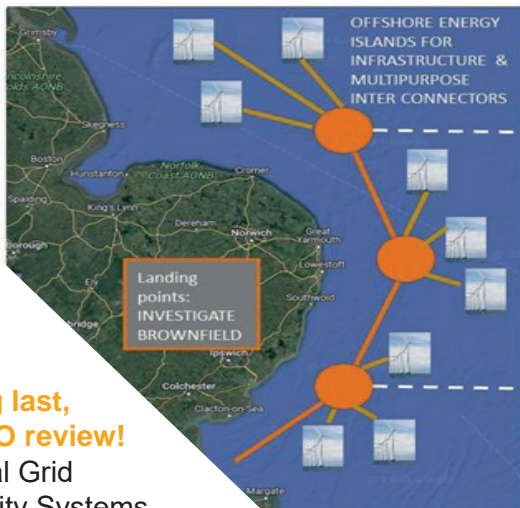 OFFSHORE ENERGY
ISLANDS FOR
INFRASTRUCTURE &
MULTIPURPOSE
INTER CONNECTORS
Grimsby
Skegness
Boston
Hunstanton
Norfolk
Coast AONB
Cromer
Spalding
King's Lynn
Dereham
Norwich
Great
Yarmouth
Lowestoft
Ely
Southwold
Landing
points:
INVESTIGATE
BROWNFIELD
Ipswich
Colchester
Clacton-on-Sea
Margate
last,
O review!
al Grid
ity Systems